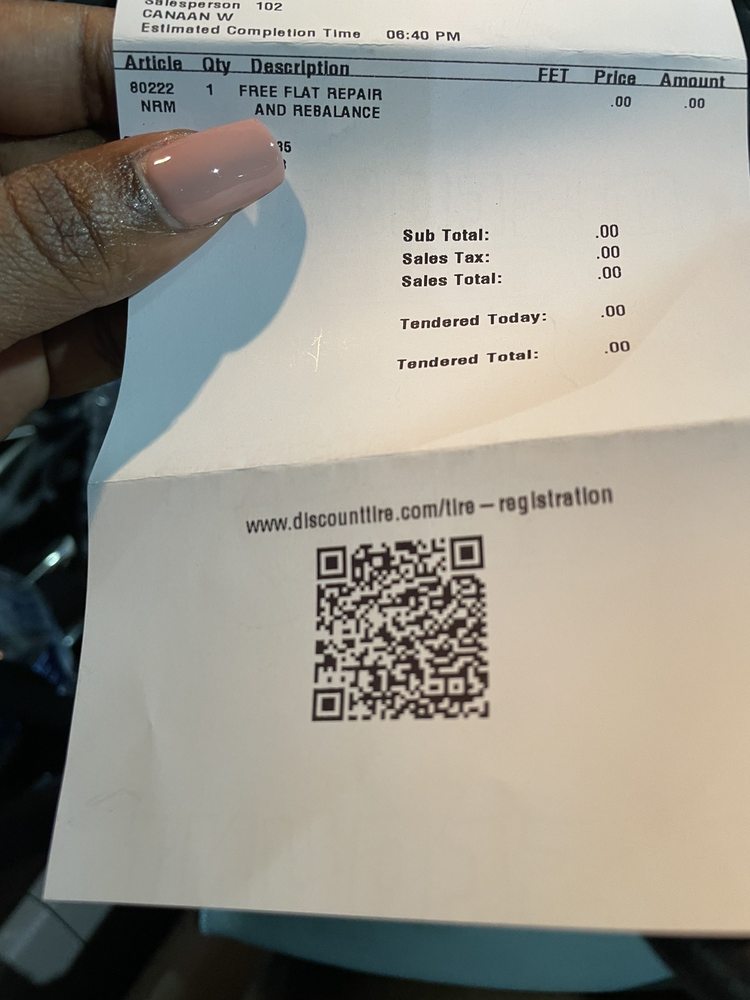 Salesperson 102
CANAAN W
Estimated Completion Time 06:40 PM
Article Qty Description FET Price Amount
80222 1 FREE FLAT REPAIR .00 .00
NRM AND REBALANCE
35
Sub Total: .00
Sales Tax: .00
Sales Total: .00
Tendered Today: .00
Tendered Total: .00
www.discounttire.com/tire-registration